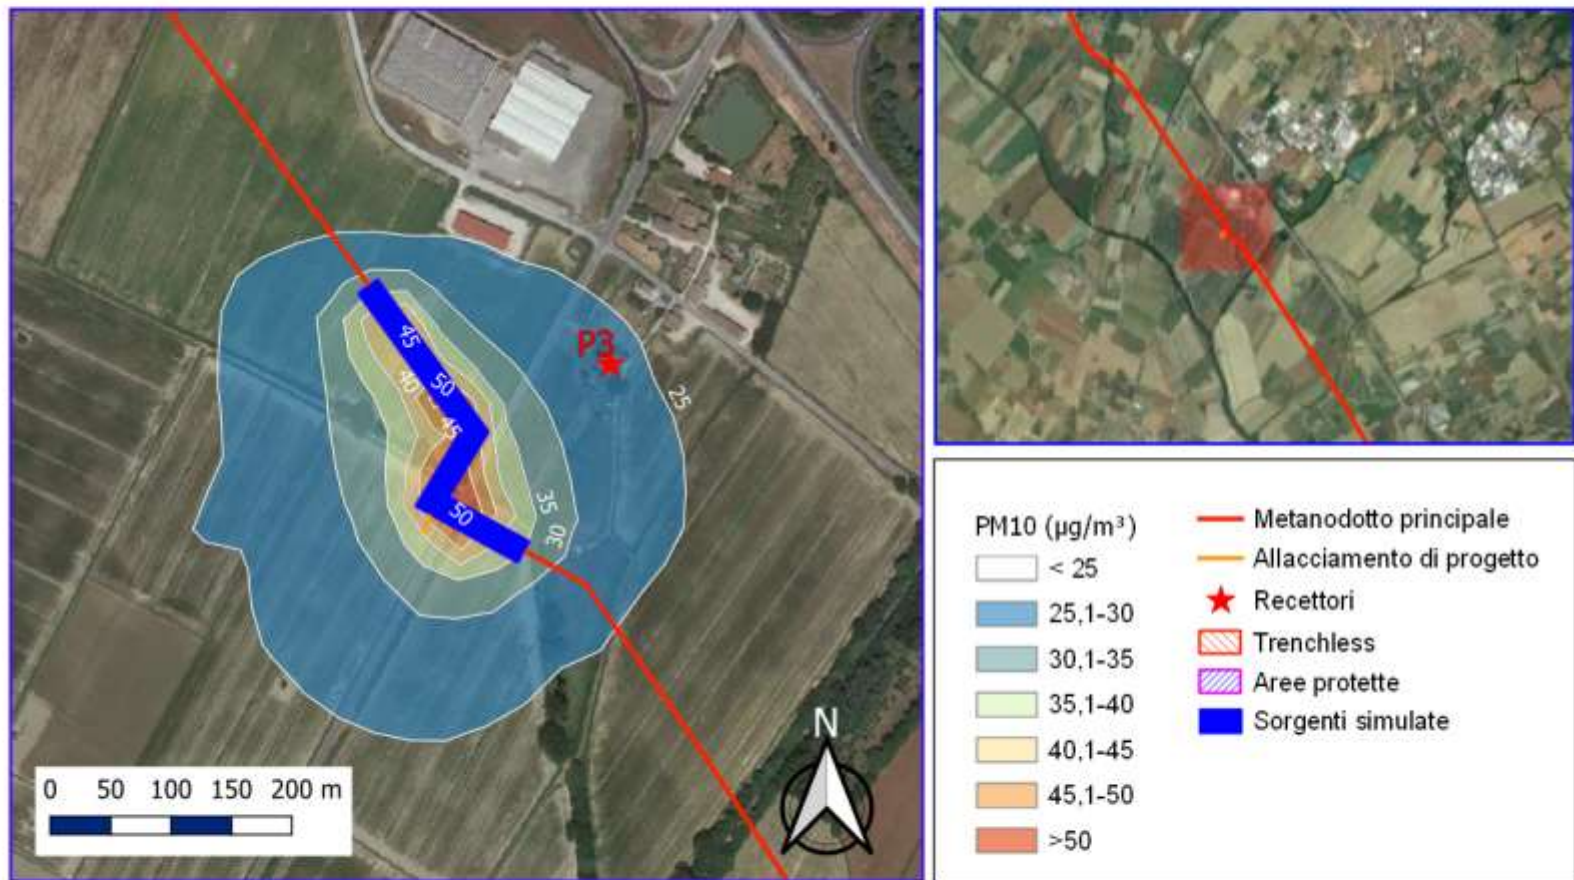 45
50
40
45
50
35
30
25
P3
N
0 50 100 150 200 m
PM10 (µg/m³)
< 25
25,1-30
30,1-35
35,1-40
40,1-45
45,1-50
>50
Metanodotto principale
Allacciamento di progetto
Recettori
Trenchless
Aree protette
Sorgenti simulate